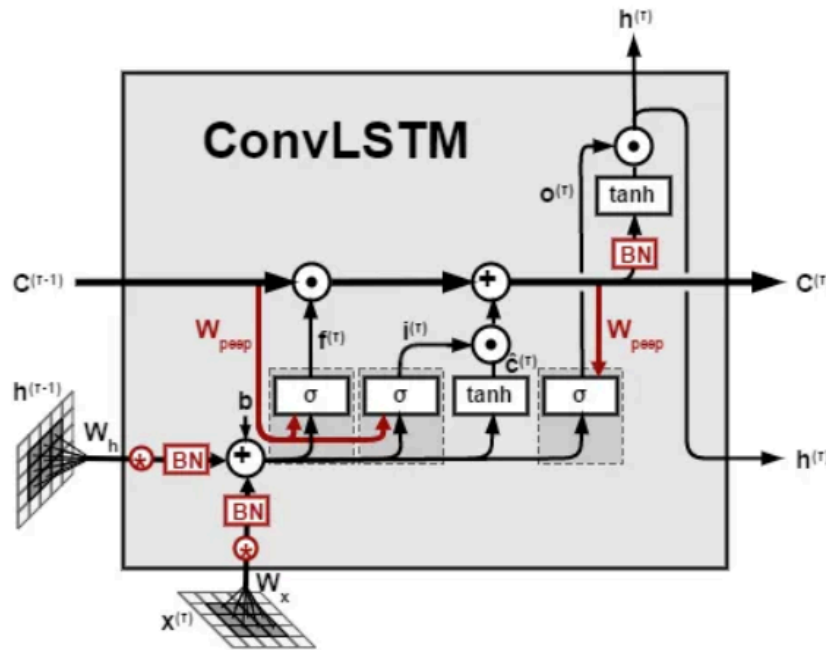 h(τ)
ConvLSTM
o(τ)
tanh
BN
C(τ-1)
C(τ
W peep
f(τ)
i(τ)
ĉ(τ)
W peep
h(τ-1)
b
σ
σ
tanh
σ
W h
BN
h(τ)
BN
W x
X(τ)